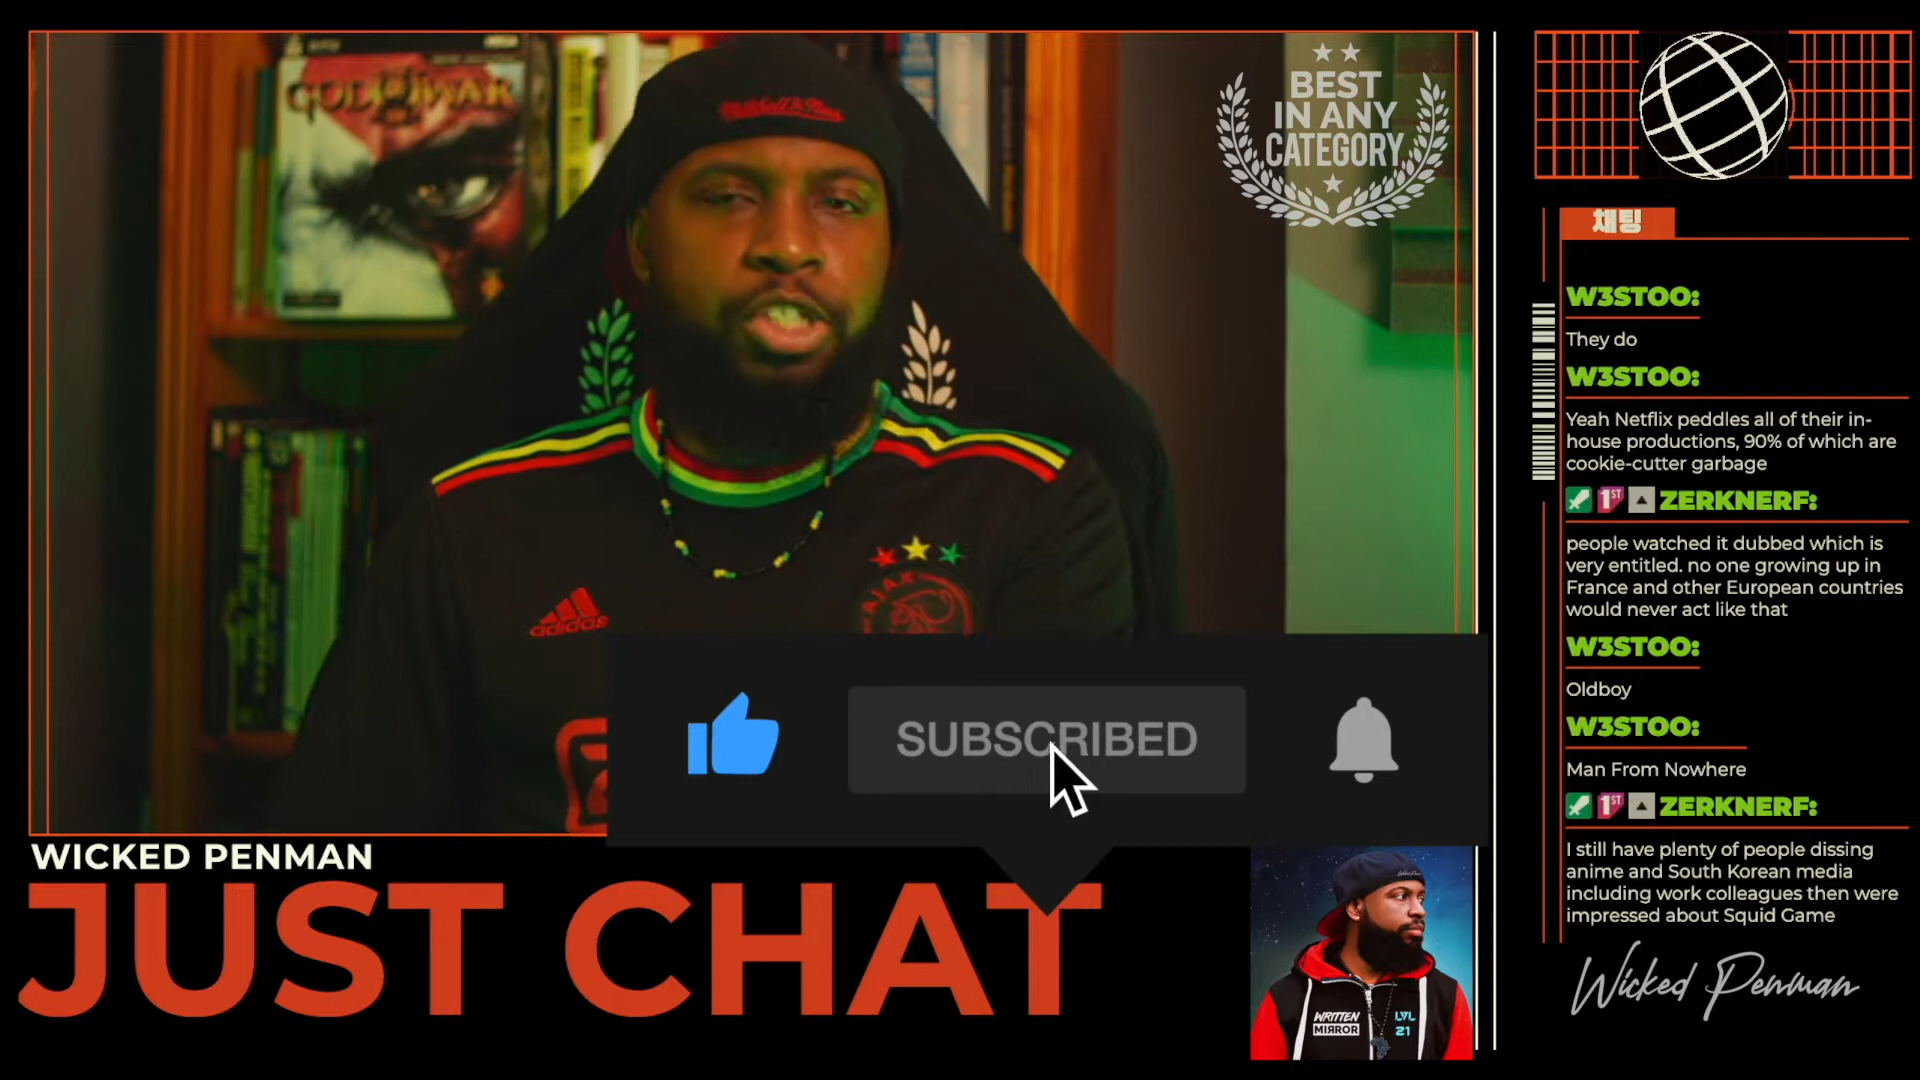 GOD OF WAR
Mitchell & Ness
BEST
IN ANY
CATEGORY
adidas
AJAX
SUBSCRIBED
WICKED PENMAN
JUST CHAT
WRITTEN
MIRROR
LVL
21
채팅
W3STOO:
They do
W3STOO:
Yeah Netflix peddles all of their in-
house productions, 90% of which are
cookie-cutter garbage
1ST ZERKNERF:
people watched it dubbed which is
very entitled. no one growing up in
France and other European countries
would never act like that
W3STOO:
Oldboy
W3STOO:
Man From Nowhere
1ST ZERKNERF:
I still have plenty of people dissing
anime and South Korean media
including work colleagues then were
impressed about Squid Game
Wicked Penman